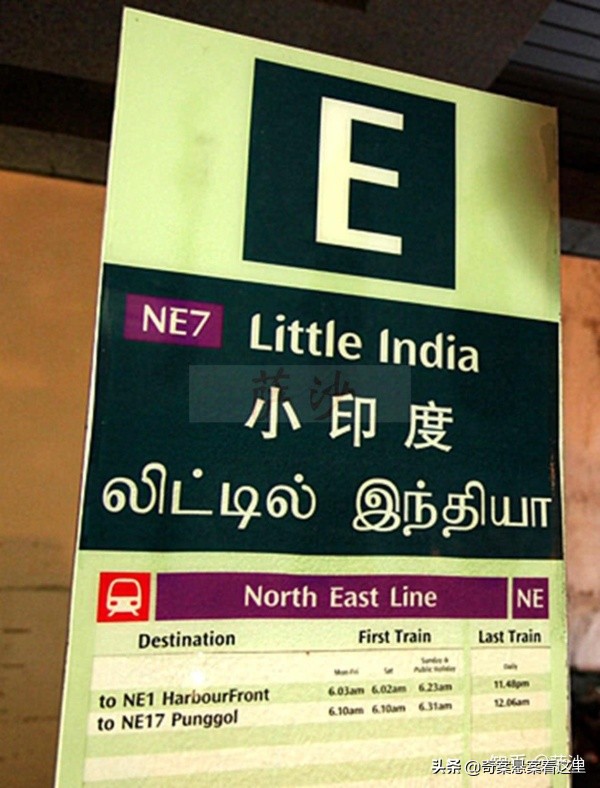 E
NE7 Little India
莎沙
小印度
லிட்டில் இந்தியா
North East Line NE
Destination First Train Last Train
Mon-Fri Sat Sunday & Public Holiday Daily
to NE1 HarbourFront 6.03am 6.02am 6.23am 11.48pm
to NE17 Punggol 6.10am 6.10am 6.31am 12.06am
头条 @奇案悬案看这里